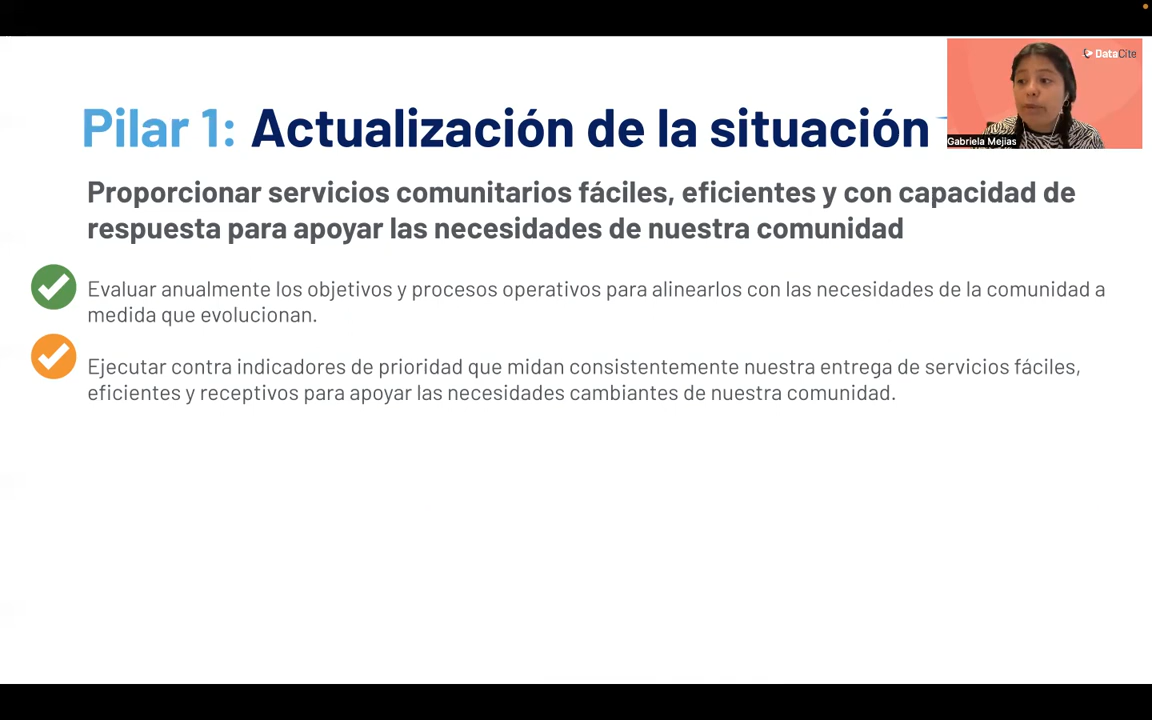 DataCite
Gabriela Mejias
Pilar 1: Actualización de la situación
Proporcionar servicios comunitarios fáciles, eficientes y con capacidad de
respuesta para apoyar las necesidades de nuestra comunidad
Evaluar anualmente los objetivos y procesos operativos para alinearlos con las necesidades de la comunidad a
medida que evolucionan.
Ejecutar contra indicadores de prioridad que midan consistentemente nuestra entrega de servicios fáciles,
eficientes y receptivos para apoyar las necesidades cambiantes de nuestra comunidad.